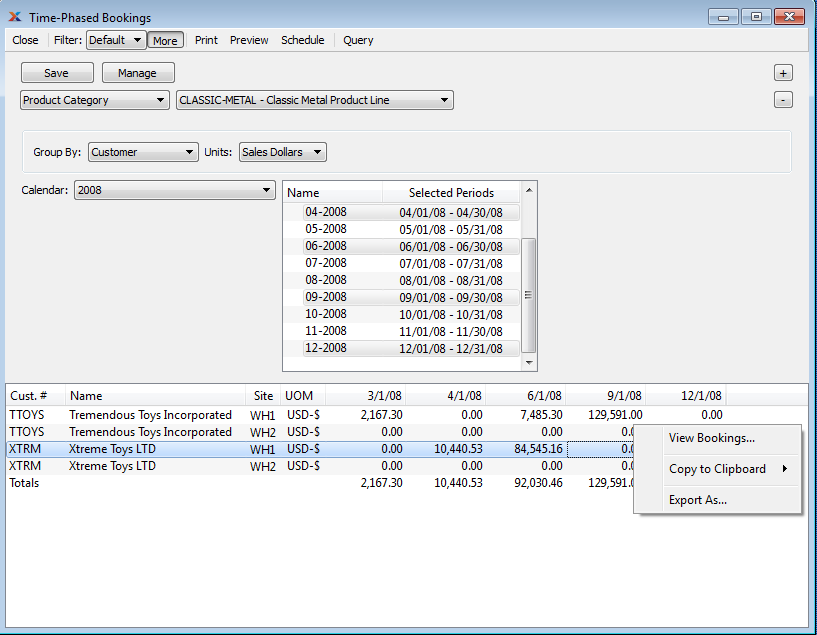 Time-Phased Bookings
Close Filter: Default More Print Preview Schedule Query
Save Manage +
Product Category CLASSIC-METAL - Classic Metal Product Line -
Group By: Customer Units: Sales Dollars
Calendar: 2008
Name Selected Periods
04-2008 04/01/08 - 04/30/08
05-2008 05/01/08 - 05/31/08
06-2008 06/01/08 - 06/30/08
07-2008 07/01/08 - 07/31/08
08-2008 08/01/08 - 08/31/08
09-2008 09/01/08 - 09/30/08
10-2008 10/01/08 - 10/31/08
11-2008 11/01/08 - 11/30/08
12-2008 12/01/08 - 12/31/08
Cust. # Name Site UOM 3/1/08 4/1/08 6/1/08 9/1/08 12/1/08
TTOYS Tremendous Toys Incorporated WH1 USD-$ 2,167.30 0.00 7,485.30 129,591.00 0.00
TTOYS Tremendous Toys Incorporated WH2 USD-$ 0.00 0.00 0.00 0.0
XTRM Xtreme Toys LTD WH1 USD-$ 0.00 10,440.53 84,545.16 0.0
XTRM Xtreme Toys LTD WH2 USD-$ 0.00 0.00 0.00 0.0
Totals 2,167.30 10,440.53 92,030.46 129,591.0
View Bookings...
Copy to Clipboard
Export As...